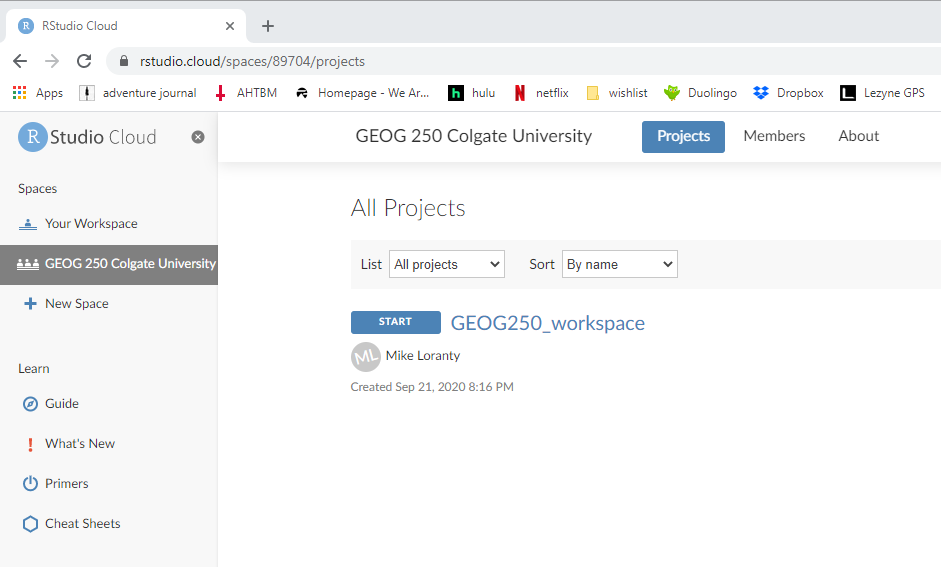 R RStudio Cloud
rstudio.cloud/spaces/89704/projects
Apps adventure journal AHTBM Homepage - We Ar... h hulu N netflix wishlist Duolingo Dropbox L Lezyne GPS
R Studio Cloud
GEOG 250 Colgate University Projects Members About
Spaces
Your Workspace
GEOG 250 Colgate University
New Space
Learn
Guide
What's New
Primers
Cheat Sheets
All Projects
List All projects Sort By name
START GEOG250_workspace
ML Mike Loranty
Created Sep 21, 2020 8:16 PM